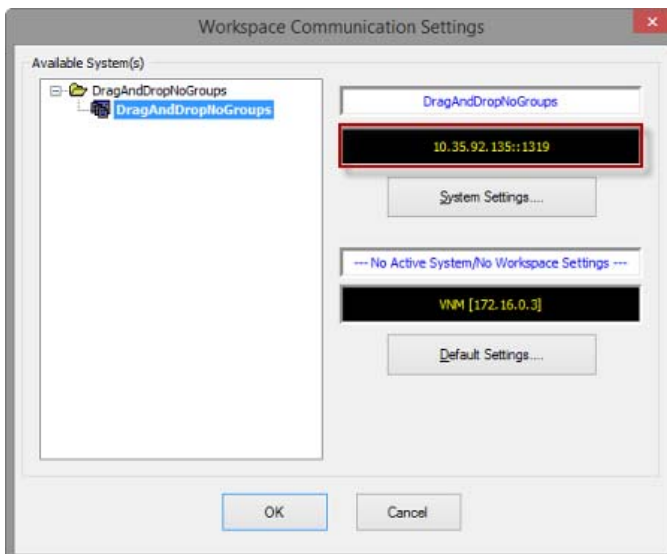 Workspace Communication Settings
Available System(s)
DragAndDropNoGroups
DragAndDropNoGroups
DragAndDropNoGroups
10.35.92.135::1319
System Settings....
--- No Active System/No Workspace Settings ---
VNM [172.16.0.3]
Default Settings....
OK
Cancel